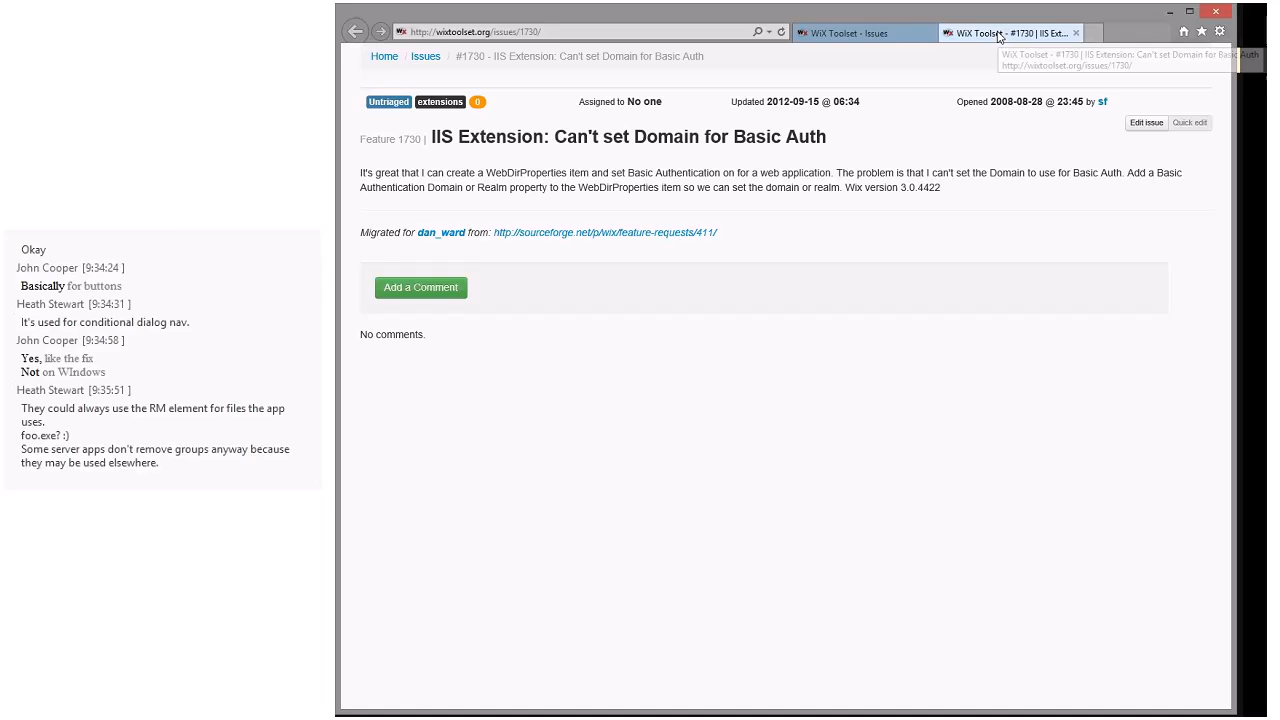 Okay
John Cooper [9:34:24 ]
Basically for buttons
Heath Stewart [9:34:31 ]
It's used for conditional dialog nav.
John Cooper [9:34:58 ]
Yes, like the fix
Not on WIndows
Heath Stewart [9:35:51 ]
They could always use the RM element for files the app
uses.
foo.exe? :)
Some server apps don't remove groups anyway because
they may be used elsewhere.
http://wixtoolset.org/issues/1730/
WiX Toolset - Issues
WiX Toolset - #1730 | IIS Ext...
WiX Toolset - #1730 | IIS Extension: Can't set Domain for Basic Auth
http://wixtoolset.org/issues/1730/
Home / Issues / #1730 - IIS Extension: Can't set Domain for Basic Auth
Untriaged extensions 0 Assigned to No one Updated 2012-09-15 @ 06:34 Opened 2008-08-28 @ 23:45 by sf
Edit issue Quick edit
Feature 1730 | IIS Extension: Can't set Domain for Basic Auth
It's great that I can create a WebDirProperties item and set Basic Authentication on for a web application. The problem is that I can't set the Domain to use for Basic Auth. Add a Basic
Authentication Domain or Realm property to the WebDirProperties item so we can set the domain or realm. Wix version 3.0.4422
Migrated for dan_ward from: http://sourceforge.net/p/wix/feature-requests/411/
Add a Comment
No comments.